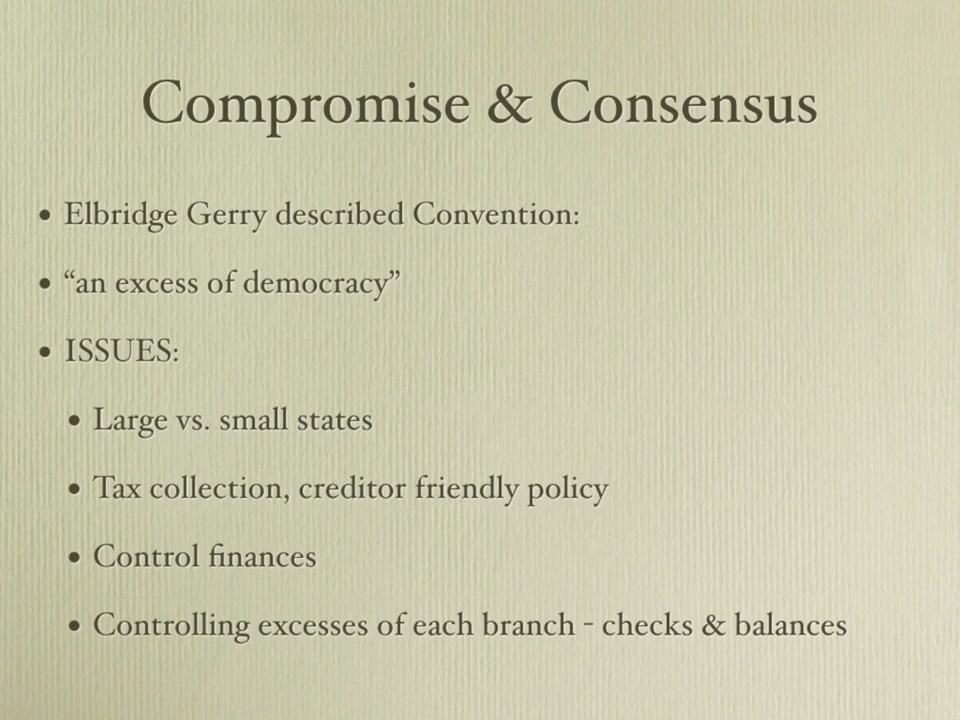 Compromise & Consensus
• Elbridge Gerry described Convention:
• “an excess of democracy”
• ISSUES:
• Large vs. small states
• Tax collection, creditor friendly policy
• Control finances
• Controlling excesses of each branch - checks & balances